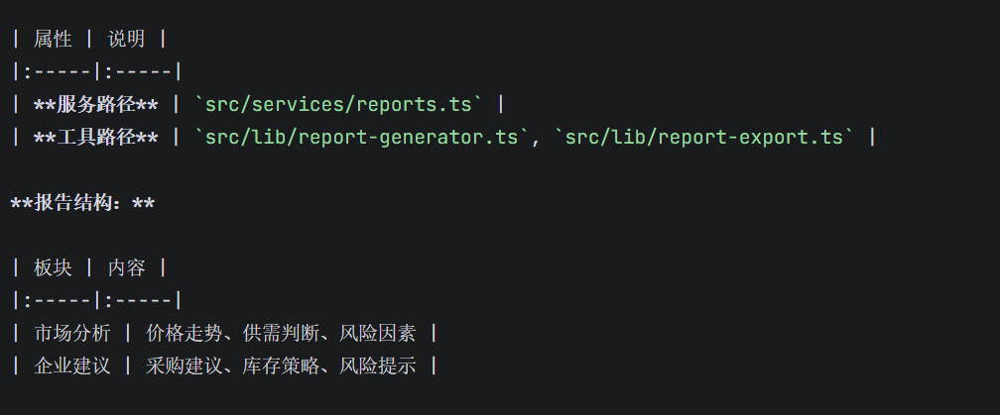 | 属性 | 说明 |
|:-----|:-----|
| **服务路径** | `src/services/reports.ts` |
| **工具路径** | `src/lib/report-generator.ts`, `src/lib/report-export.ts` |
**报告结构：**
| 板块 | 内容 |
|:-----|:-----|
| 市场分析 | 价格走势、供需判断、风险因素 |
| 企业建议 | 采购建议、库存策略、风险提示 |